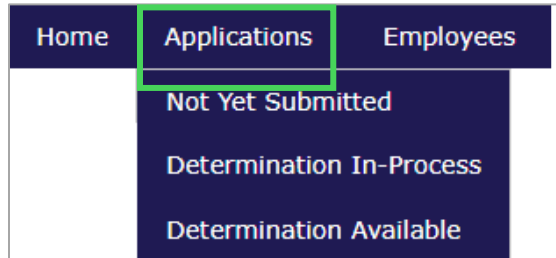 Home Applications Employees
Not Yet Submitted
Determination In-Process
Determination Available